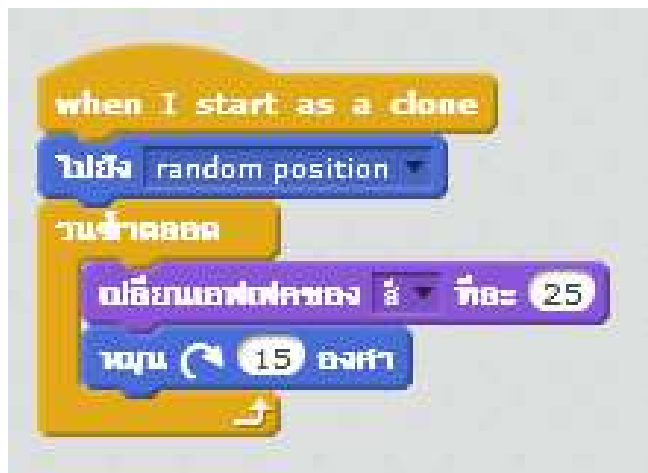 when I start as a clone
ไปยัง random position
วนซ้ำตลอด
เปลี่ยนเอฟเฟคของ สี ทีละ 25
หมุน 15 องศา